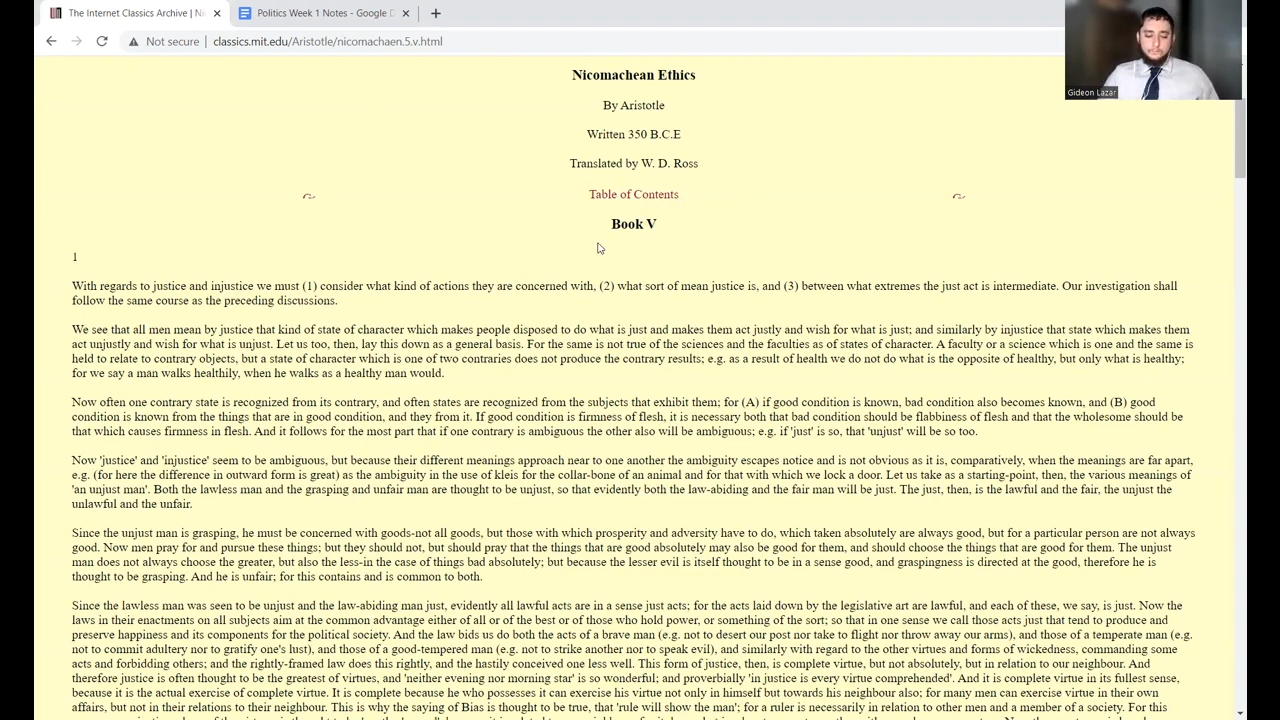 The Internet Classics Archive | Ni
Politics Week 1 Notes - Google D
Not secure | classics.mit.edu/Aristotle/nicomachaen.5.v.html
Gideon Lazar
Nicomachean Ethics
By Aristotle
Written 350 B.C.E
Translated by W. D. Ross
Table of Contents
Book V
1
With regards to justice and injustice we must (1) consider what kind of actions they are concerned with, (2) what sort of mean justice is, and (3) between what extremes the just act is intermediate. Our investigation shall
follow the same course as the preceding discussions.
We see that all men mean by justice that kind of state of character which makes people disposed to do what is just and makes them act justly and wish for what is just; and similarly by injustice that state which makes them
act unjustly and wish for what is unjust. Let us too, then, lay this down as a general basis. For the same is not true of the sciences and the faculties as of states of character. A faculty or a science which is one and the same is
held to relate to contrary objects, but a state of character which is one of two contraries does not produce the contrary results; e.g. as a result of health we do not do what is the opposite of healthy, but only what is healthy;
for we say a man walks healthily, when he walks as a healthy man would.
Now often one contrary state is recognized from its contrary, and often states are recognized from the subjects that exhibit them; for (A) if good condition is known, bad condition also becomes known, and (B) good
condition is known from the things that are in good condition, and they from it. If good condition is firmness of flesh, it is necessary both that bad condition should be flabbiness of flesh and that the wholesome should be
that which causes firmness in flesh. And it follows for the most part that if one contrary is ambiguous the other also will be ambiguous; e.g. if 'just' is so, that 'unjust' will be so too.
Now 'justice' and 'injustice' seem to be ambiguous, but because their different meanings approach near to one another the ambiguity escapes notice and is not obvious as it is, comparatively, when the meanings are far apart,
e.g. (for here the difference in outward form is great) as the ambiguity in the use of kleis for the collar-bone of an animal and for that with which we lock a door. Let us take as a starting-point, then, the various meanings of
'an unjust man'. Both the lawless man and the grasping and unfair man are thought to be unjust, so that evidently both the law-abiding and the fair man will be just. The just, then, is the lawful and the fair, the unjust the
unlawful and the unfair.
Since the unjust man is grasping, he must be concerned with goods-not all goods, but those with which prosperity and adversity have to do, which taken absolutely are always good, but for a particular person are not always
good. Now men pray for and pursue these things; but they should not, but should pray that the things that are good absolutely may also be good for them, and should choose the things that are good for them. The unjust
man does not always choose the greater, but also the less-in the case of things bad absolutely; but because the lesser evil is itself thought to be in a sense good, and graspingness is directed at the good, therefore he is
thought to be grasping. And he is unfair; for this contains and is common to both.
Since the lawless man was seen to be unjust and the law-abiding man just, evidently all lawful acts are in a sense just acts; for the acts laid down by the legislative art are lawful, and each of these, we say, is just. Now the
laws in their enactments on all subjects aim at the common advantage either of all or of the best or of those who hold power, or something of the sort; so that in one sense we call those acts just that tend to produce and
preserve happiness and its components for the political society. And the law bids us do both the acts of a brave man (e.g. not to desert our post nor take to flight nor throw away our arms), and those of a temperate man (e.g.
not to commit adultery nor to gratify one's lust), and those of a good-tempered man (e.g. not to strike another nor to speak evil), and similarly with regard to the other virtues and forms of wickedness, commanding some
acts and forbidding others; and the rightly-framed law does this rightly, and the hastily conceived one less well. This form of justice, then, is complete virtue, but not absolutely, but in relation to our neighbour. And
therefore justice is often thought to be the greatest of virtues, and 'neither evening nor morning star' is so wonderful; and proverbially 'in justice is every virtue comprehended'. And it is complete virtue in its fullest sense,
because it is the actual exercise of complete virtue. It is complete because he who possesses it can exercise his virtue not only in himself but towards his neighbour also; for many men can exercise virtue in their own
affairs, but not in their relations to their neighbour. This is why the saying of Bias is thought to be true, that 'rule will show the man'; for a ruler is necessarily in relation to other men and a member of a society. For this